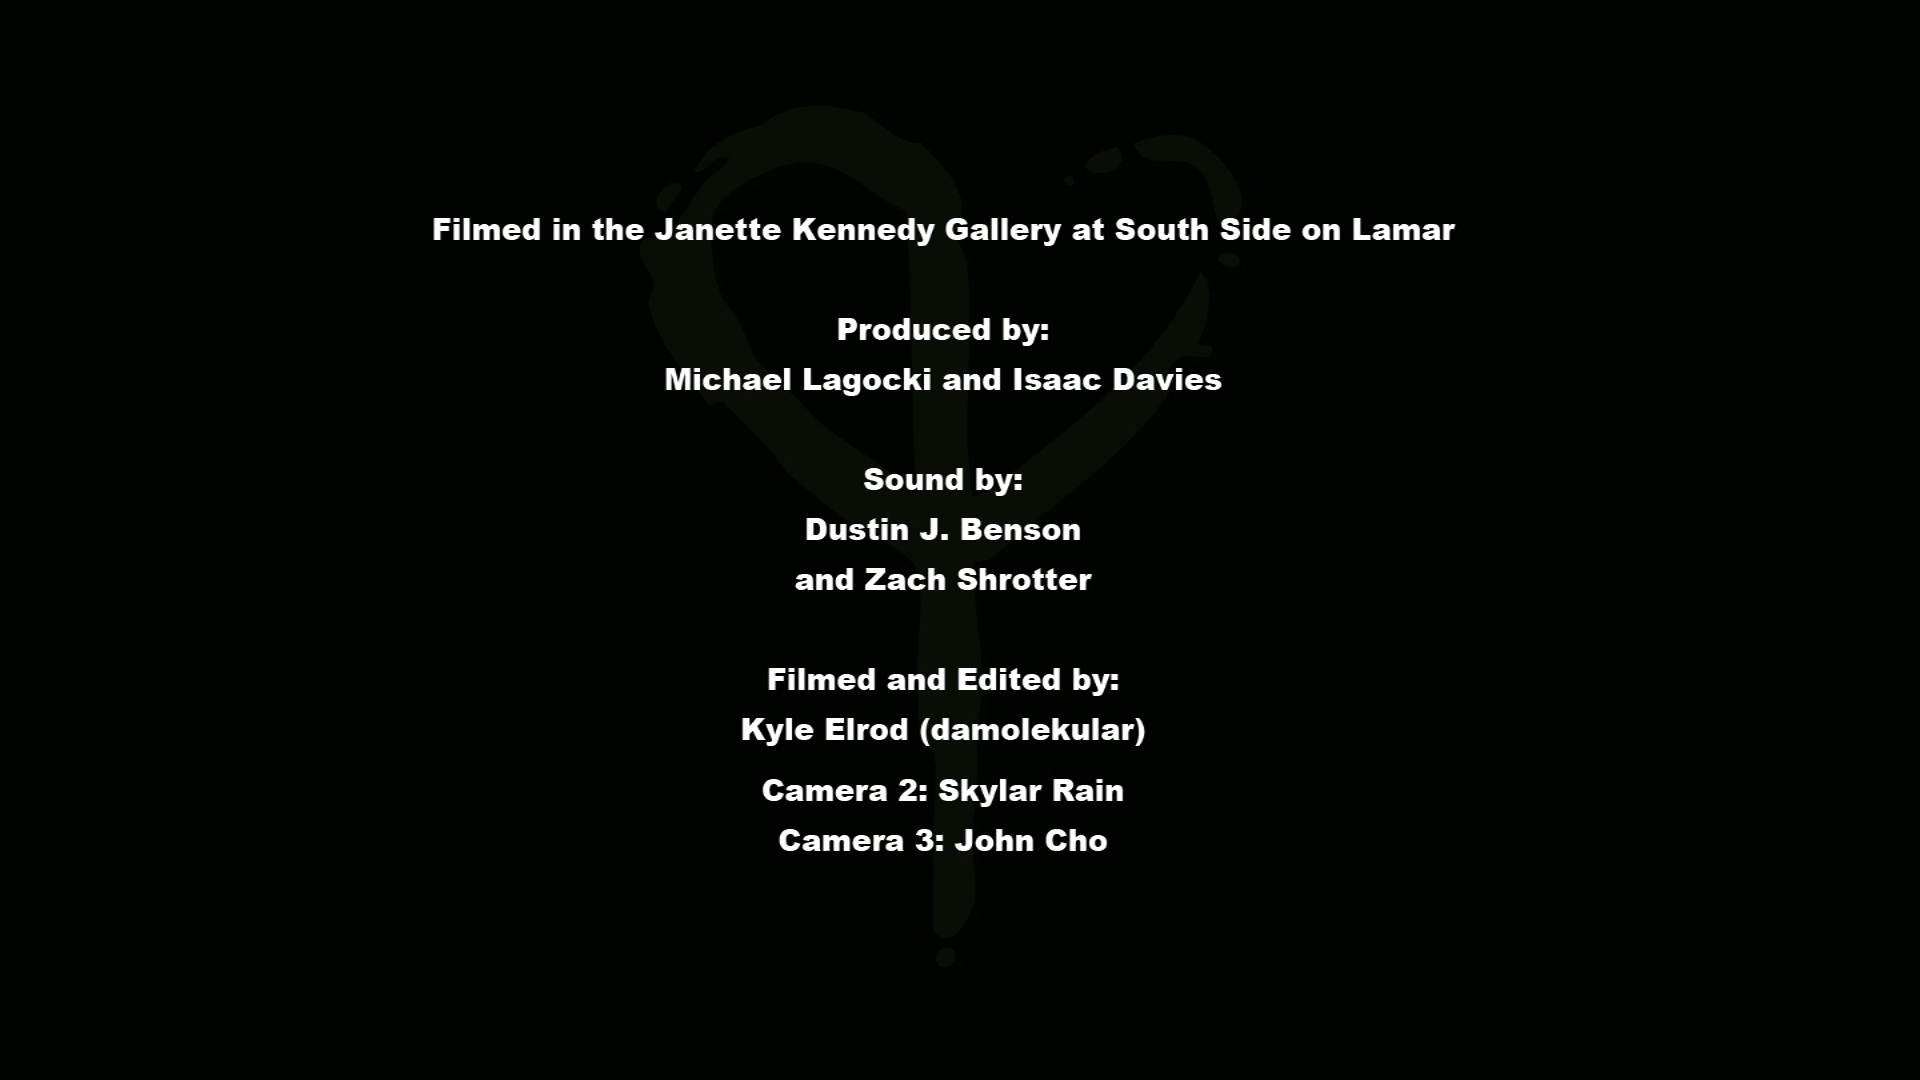 Filmed in the Janette Kennedy Gallery at South Side on Lamar
Produced by:
Michael Lagocki and Isaac Davies
Sound by:
Dustin J. Benson
and Zach Shrotter
Filmed and Edited by:
Kyle Elrod (damolekular)
Camera 2: Skylar Rain
Camera 3: John Cho